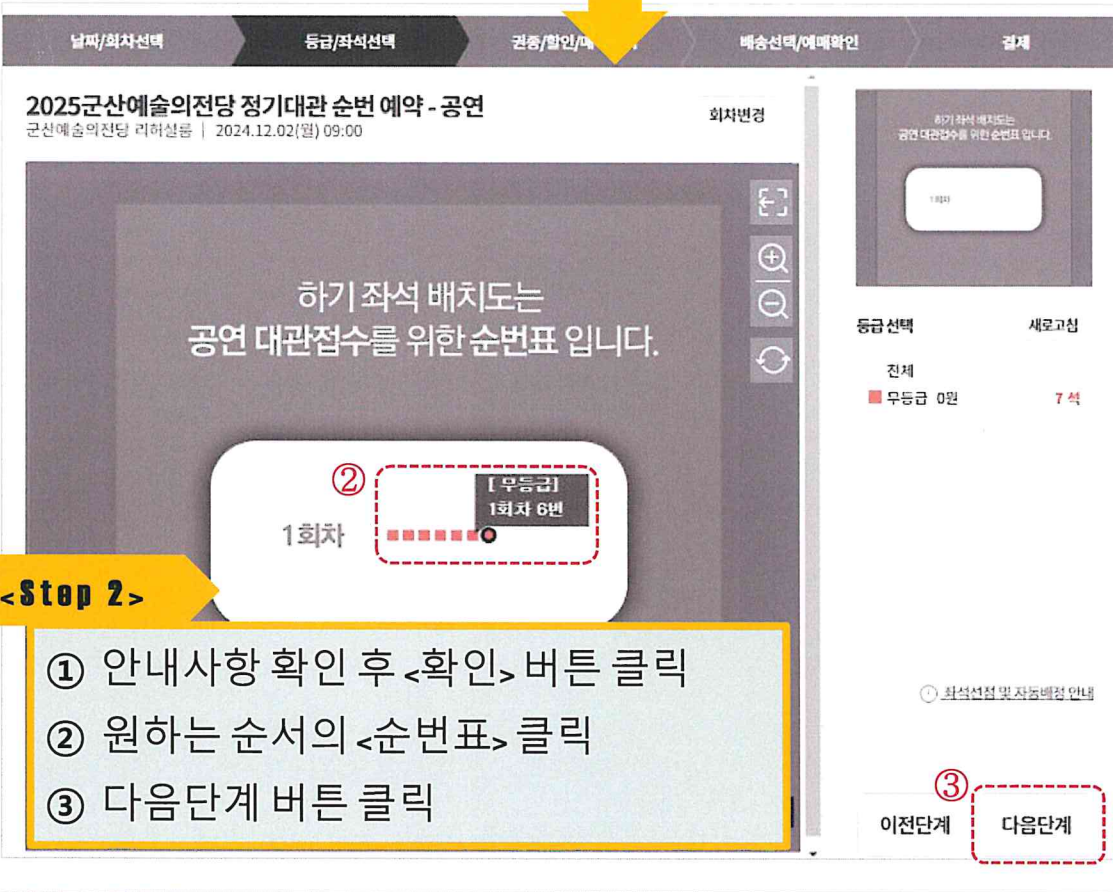 날짜/회차선택
등급/좌석선택
권종/할인/매
배송선택/예매확인
결제
2025군산예술의전당 정기대관 순번 예약 - 공연
군산예술의전당 리허설룸 | 2024.12.02(월) 09:00
회차변경
하기 좌석 배치도는
공연 대관접수를 위한 순번표 입니다.
②
[무등급]
1회차 6번
1회차
하기 좌석 배치도는
공연 대관접수를 위한 순번표 입니다.
1회차
등급선택
새로고침
전체
무등급 0원
7 석
<Step 2>
① 안내사항 확인 후 <확인> 버튼 클릭
② 원하는 순서의 <순번표> 클릭
③ 다음단계 버튼 클릭
좌석선점 및 자동배정 안내
③
이전단계
다음단계